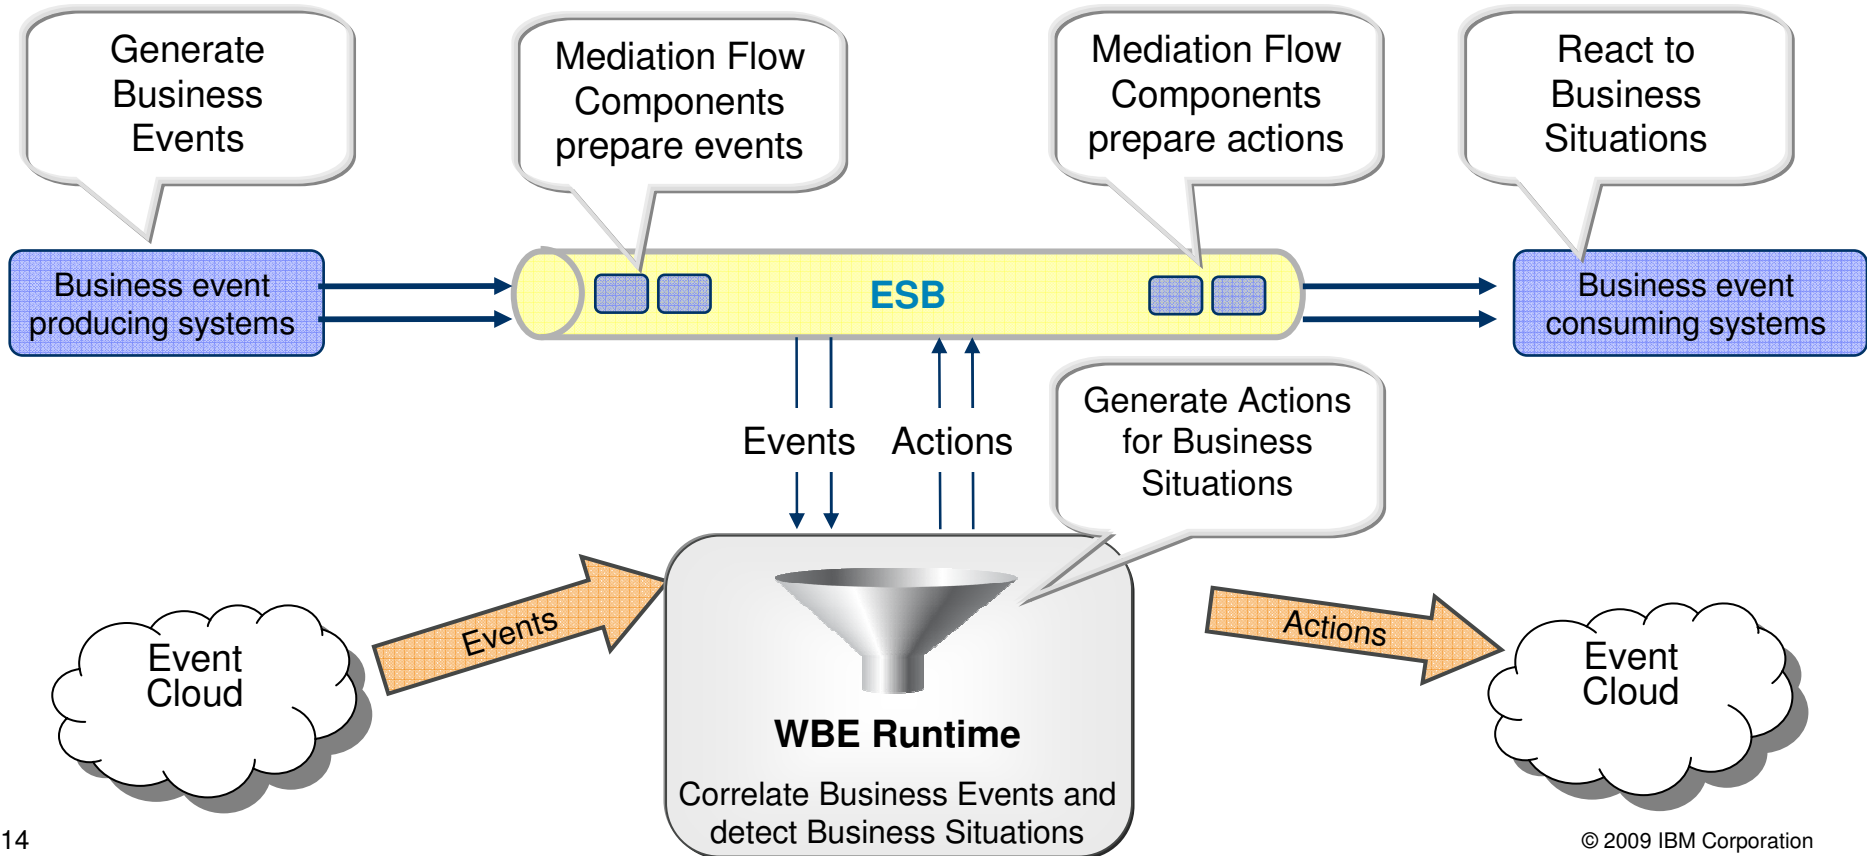 Generate
Business
Events
Mediation Flow
Components
prepare events
Mediation Flow
Components
prepare actions
React to
Business
Situations
Business event
producing systems
ESB
Business event
consuming systems
Events
Actions
Generate Actions
for Business
Situations
Event
Cloud
Events
WBE Runtime
Correlate Business Events and
detect Business Situations
Actions
Event
Cloud
14
© 2009 IBM Corporation